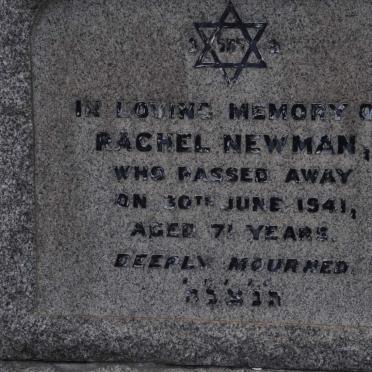 IN LOVING MEMORY O
RACHEL NEWMAN,
WHO PASSED AWAY
ON 30TH JUNE 1941,
AGED 71 YEARS.
DEEPLY MOURNED
תנצבה